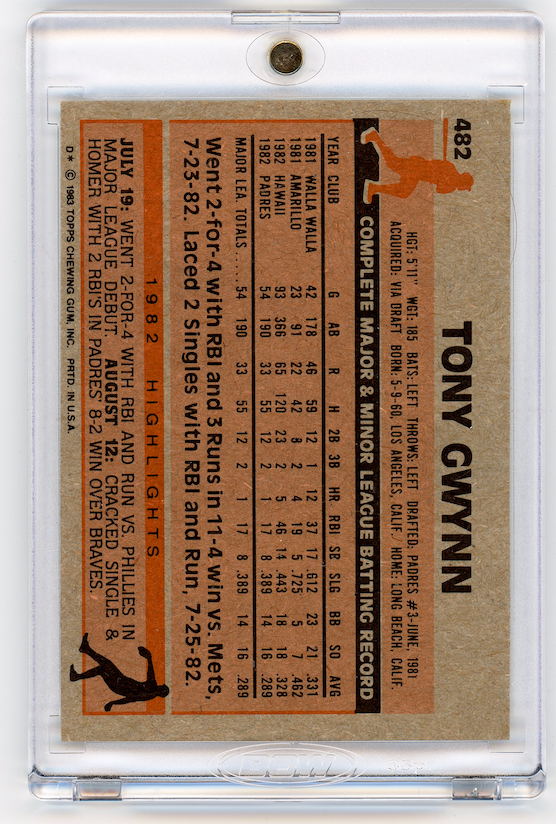 482
TONY GWYNN
HGT: 5'11" WGT: 185 BATS: LEFT THROWS: LEFT DRAFTED: PADRES #3-JUNE, 1981
ACQUIRED: VIA DRAFT BORN: 5-9-60, LOS ANGELES, CALIF. HOME: LONG BEACH, CALIF.
COMPLETE MAJOR & MINOR LEAGUE BATTING RECORD
YEAR CLUB G AB R H 2B 3B HR RBI SB SLG BB SO AVG
1981 WALLA WALLA 42 178 46 59 12 1 12 37 17 .612 23 21 .331
1981 AMARILLO 23 91 22 42 8 2 4 19 5 .725 5 7 .462
1982 HAWAII 93 366 65 120 23 2 5 46 14 .443 18 18 .328
1982 PADRES 54 190 33 55 12 2 1 17 8 .389 14 16 .289
MAJOR LEA. TOTALS..... 54 190 33 55 12 2 1 17 8 .389 14 16 .289
Went 2-for-4 with RBI and 3 Runs in 11-4 win vs. Mets,
7-23-82. Laced 2 Singles with RBI and Run, 7-25-82.
1982 HIGHLIGHTS
JULY 19: WENT 2-FOR-4 WITH RBI AND RUN VS. PHILLIES IN
MAJOR LEAGUE DEBUT. AUGUST 12: CRACKED SINGLE &
HOMER WITH 2 RBI'S IN PADRES' 8-2 WIN OVER BRAVES.
D* © 1983 TOPPS CHEWING GUM, INC. PRTD. IN U.S.A.